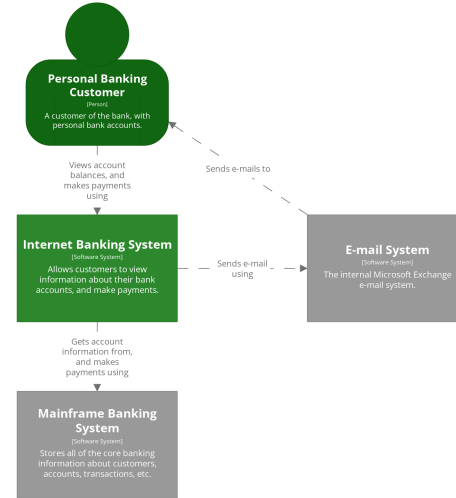 Personal Banking
Customer
[Person]
A customer of the bank, with
personal bank accounts.
Views account
balances, and
makes payments
using
Sends e-mails to
Internet Banking System
[Software System]
Allows customers to view
information about their bank
accounts, and make payments.
Sends e-mail
using
E-mail System
[Software System]
The internal Microsoft Exchange
e-mail system.
Gets account
information from,
and makes
payments using
Mainframe Banking
System
[Software System]
Stores all of the core banking
information about customers,
accounts, transactions, etc.